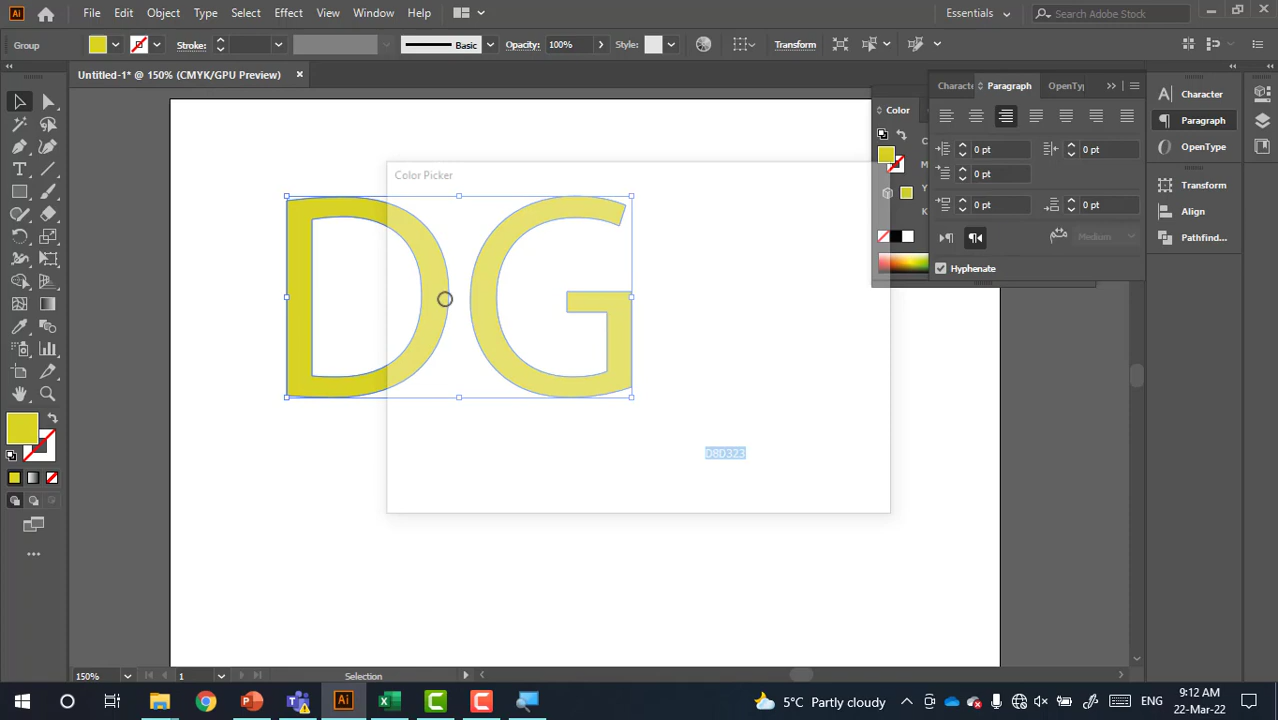 Ai File Edit Object Type Select Effect View Window Help Essentials Search Adobe Stock
Group Stroke: Basic Opacity: 100% Style: Transform
Untitled-1* @ 150% (CMYK/GPU Preview) ×
Paragraph
Color
Character
Paragraph
OpenType
0 pt 0 pt
0 pt
0 pt 0 pt
Medium
Hyphenate
Transform
Align
Pathfind...
Color Picker
DG
D8D323
150% 1 Selection
5°C Partly cloudy ENG 9:12 AM
22-Mar-22